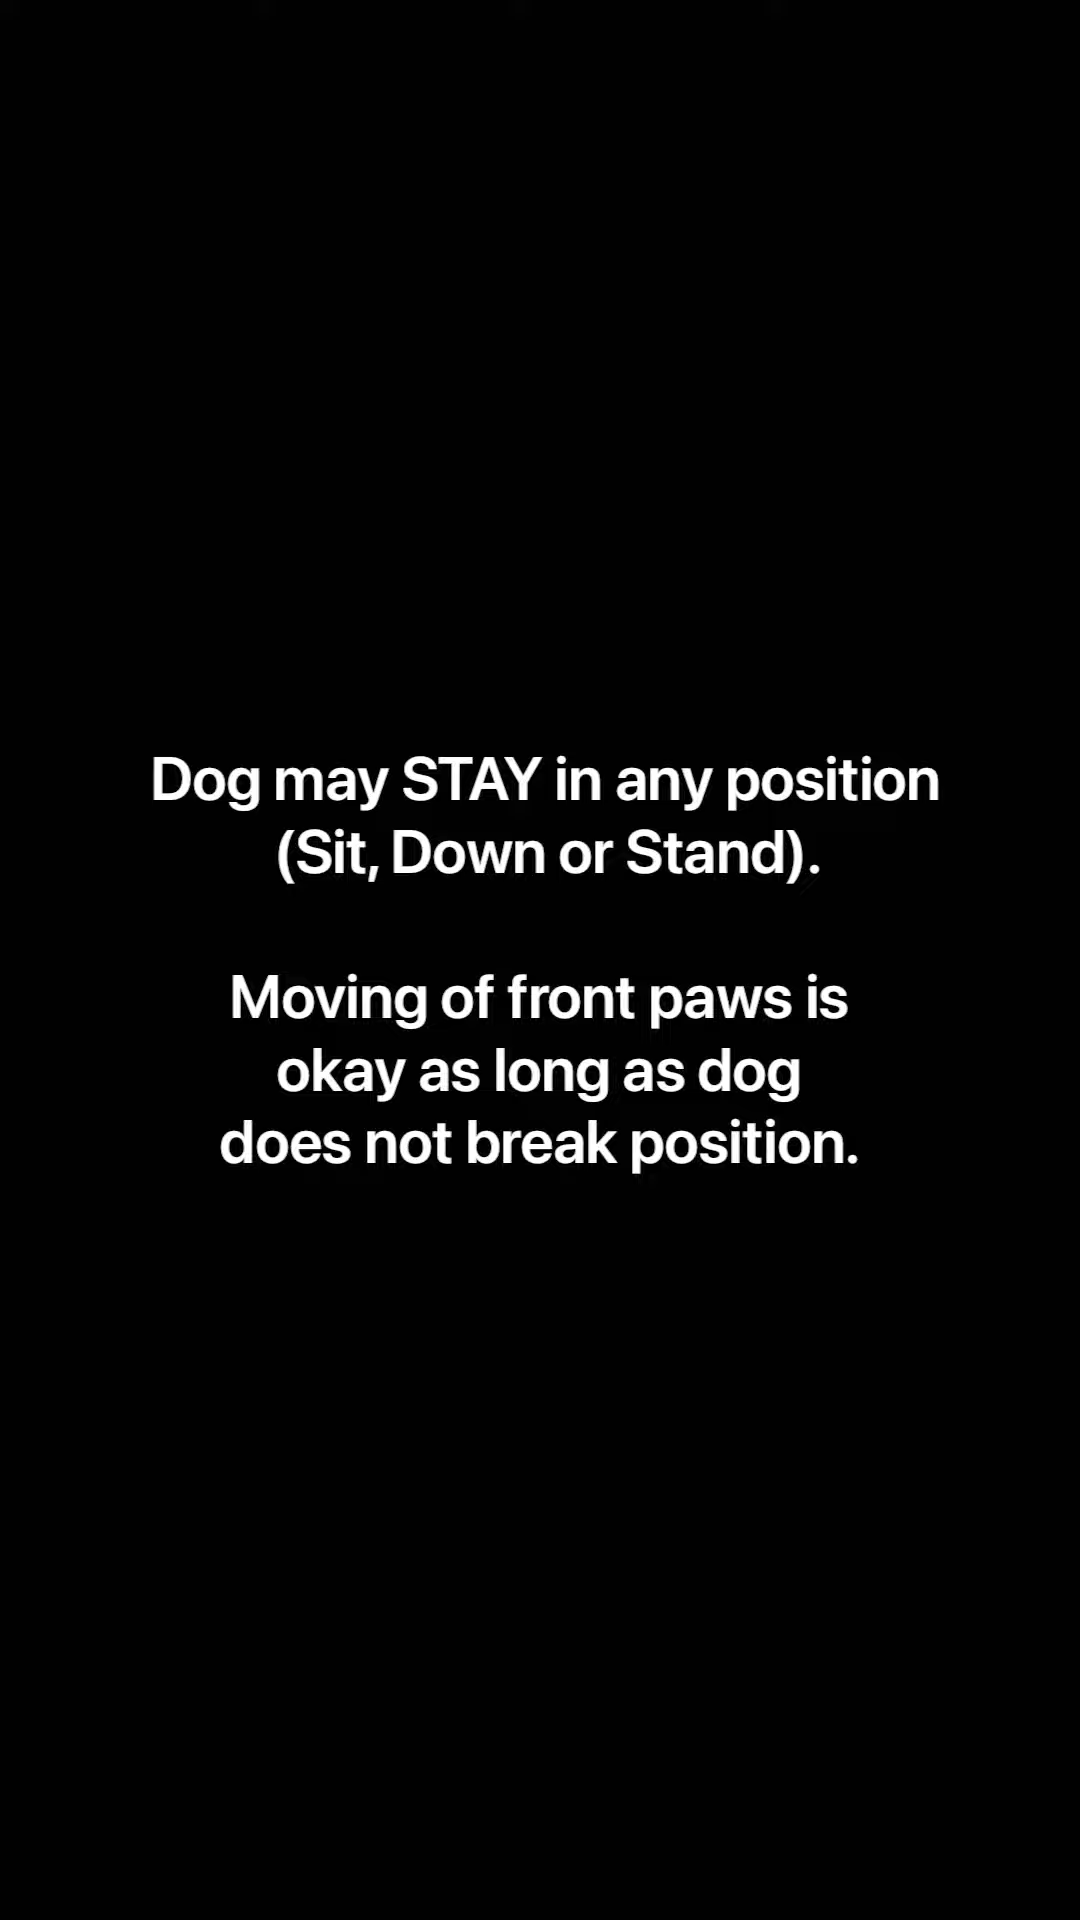 Dog may STAY in any position
(Sit, Down or Stand).
Moving of front paws is
okay as long as dog
does not break position.